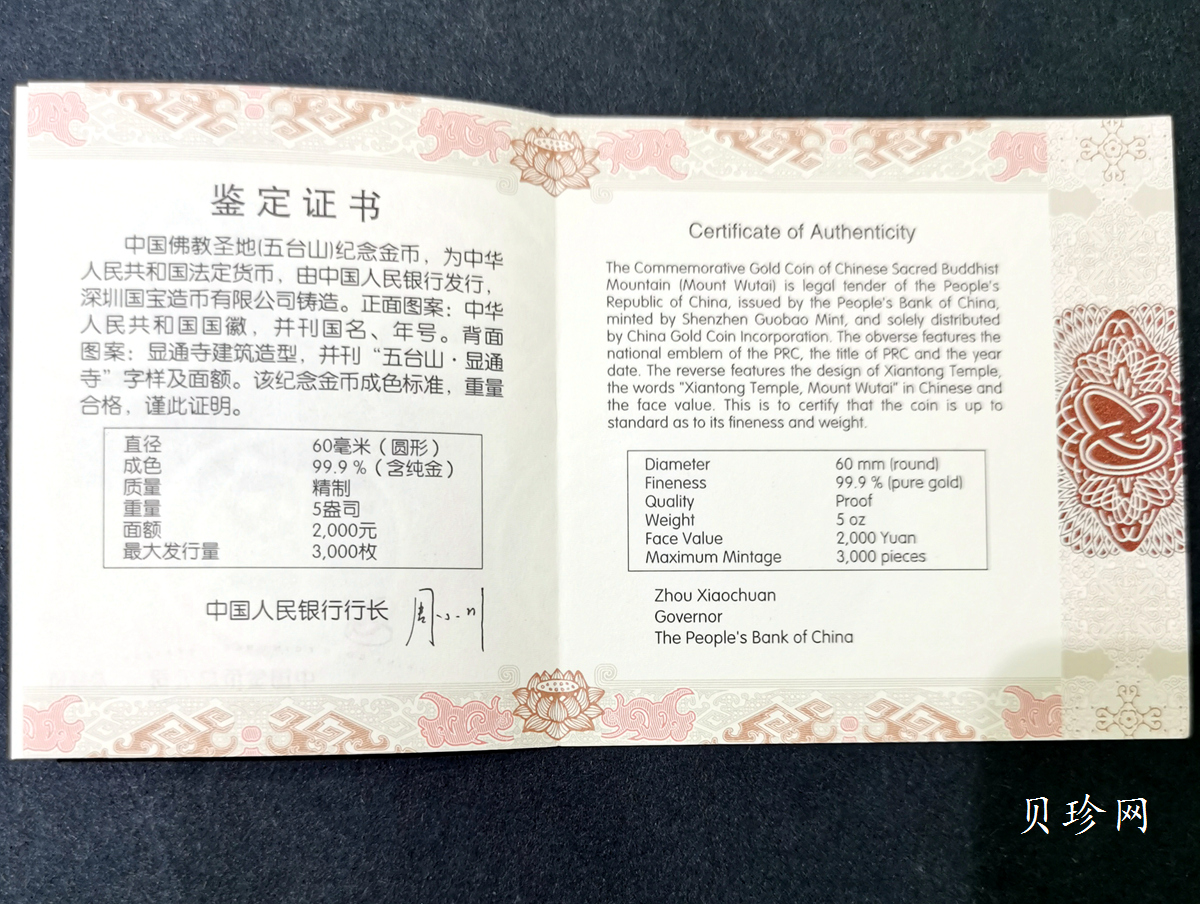 鉴定证书
中国佛教圣地(五台山)纪念金币，为中华
人民共和国法定货币，由中国人民银行发行，
深圳国宝造币有限公司铸造。正面图案：中华
人民共和国国徽，并刊国名、年号。背面
图案：显通寺建筑造型，并刊“五台山·显通
寺”字样及面额。该纪念金币成色标准，重量
合格，谨此证明。
直径 60毫米（圆形）
成色 99.9%（含纯金）
质量 精制
重量 5盎司
面额 2,000元
最大发行量 3,000枚
中国人民银行行长 周小川
Certificate of Authenticity
The Commemorative Gold Coin of Chinese Sacred Buddhist
Mountain (Mount Wutai) is legal tender of the People's
Republic of China, issued by the People's Bank of China,
minted by Shenzhen Guobao Mint, and solely distributed
by China Gold Coin Incorporation. The obverse features the
national emblem of the PRC, the title of PRC and the year
date. The reverse features the design of Xiantong Temple,
the words "Xiantong Temple, Mount Wutai" in Chinese and
the face value. This is to certify that the coin is up to
standard as to its fineness and weight.
Diameter 60 mm (round)
Fineness 99.9 % (pure gold)
Quality Proof
Weight 5 oz
Face Value 2,000 Yuan
Maximum Mintage 3,000 pieces
Zhou Xiaochuan
Governor
The People's Bank of China
贝珍网